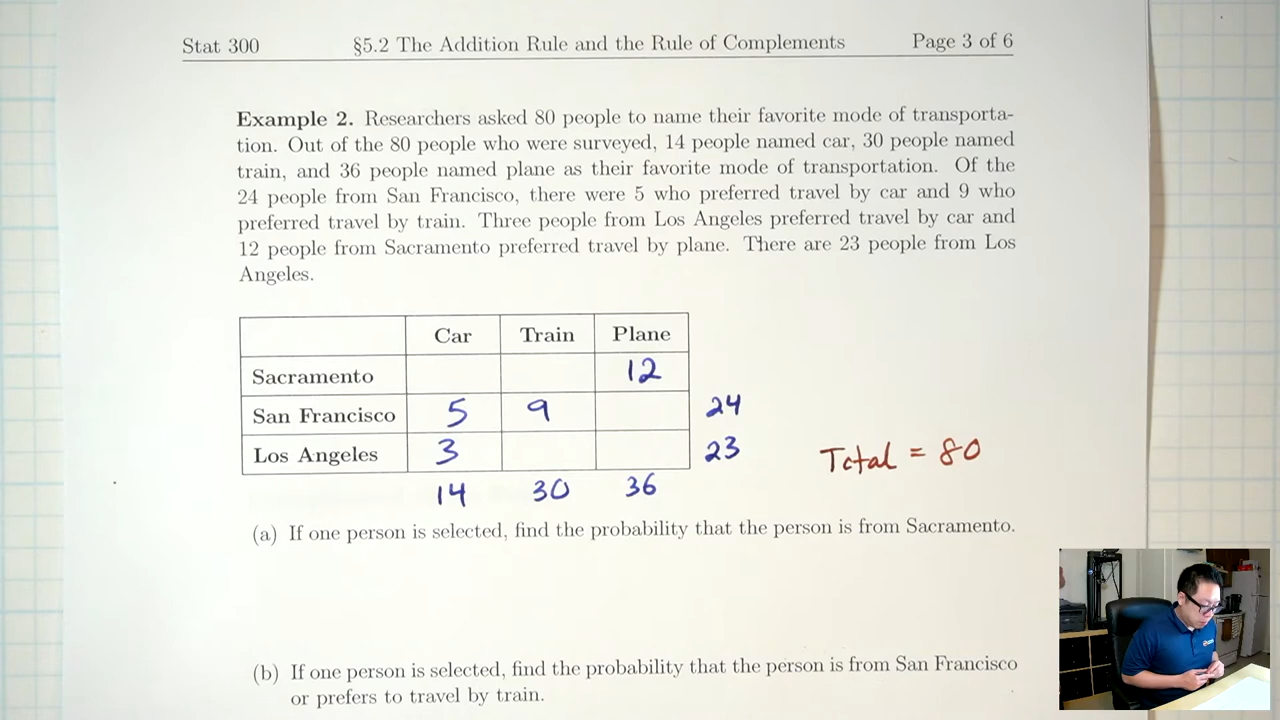 Stat 300 §5.2 The Addition Rule and the Rule of Complements Page 3 of 6
Example 2. Researchers asked 80 people to name their favorite mode of transporta-
tion. Out of the 80 people who were surveyed, 14 people named car, 30 people named
train, and 36 people named plane as their favorite mode of transportation. Of the
24 people from San Francisco, there were 5 who preferred travel by car and 9 who
preferred travel by train. Three people from Los Angeles preferred travel by car and
12 people from Sacramento preferred travel by plane. There are 23 people from Los
Angeles.
Car Train Plane
Sacramento 12
San Francisco 5 9 24
Los Angeles 3 23
Total = 80
14 30 36
(a) If one person is selected, find the probability that the person is from Sacramento.
(b) If one person is selected, find the probability that the person is from San Francisco
or prefers to travel by train.